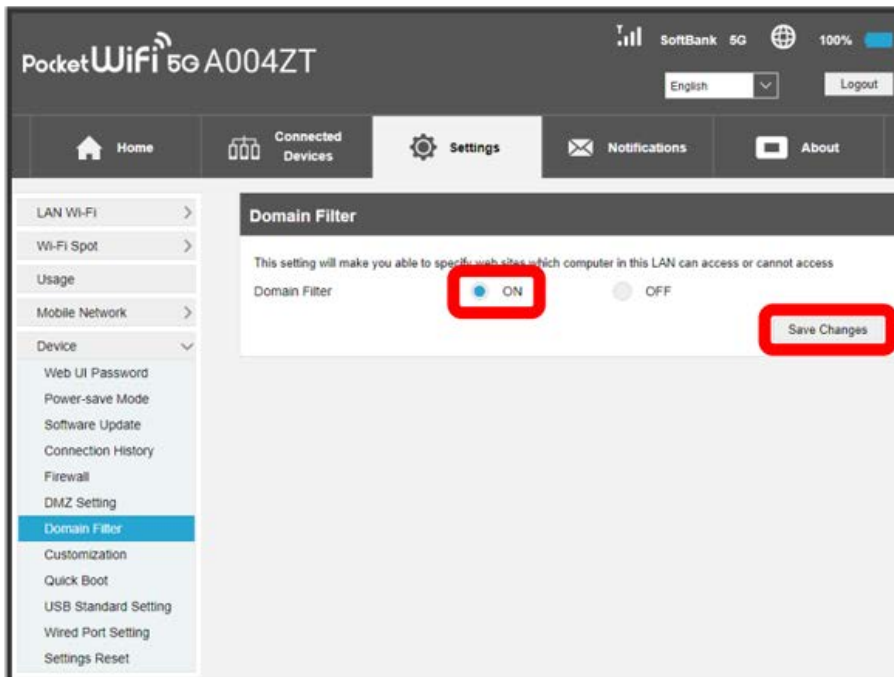 SoftBank 5G 100%
Pocket WiFi 5G A004ZT
English Logout
Home
Connected
Devices
Settings
Notifications
About
LAN Wi-Fi
Wi-Fi Spot
Usage
Mobile Network
Device
Web UI Password
Power-save Mode
Software Update
Connection History
Firewall
DMZ Setting
Domain Filter
Customization
Quick Boot
USB Standard Setting
Wired Port Setting
Settings Reset
Domain Filter
This setting will make you able to specify web sites which computer in this LAN can access or cannot access
Domain Filter ON OFF
Save Changes